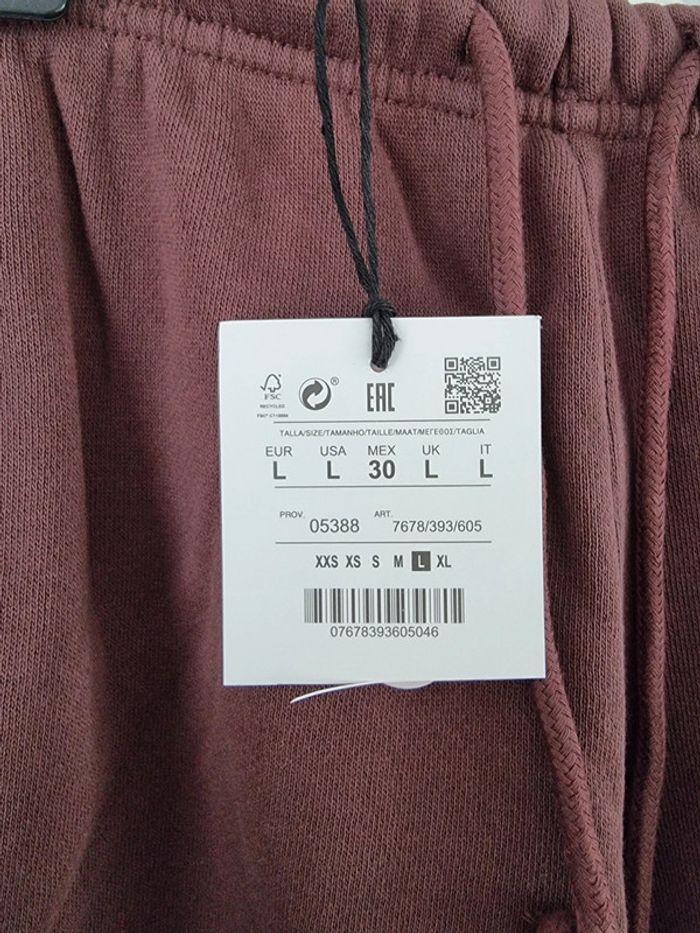 FSC
RECYCLED
®
EAC
TALLA/SIZE/TAMANHO/TAILLE/MAAT/ΜΕΓΕΘΟΣ/TAGLIA
EUR USA MEX UK IT
L L 30 L L
PROV. 05388 ART. 7678/393/605
XXS XS S M L XL
07678393605046